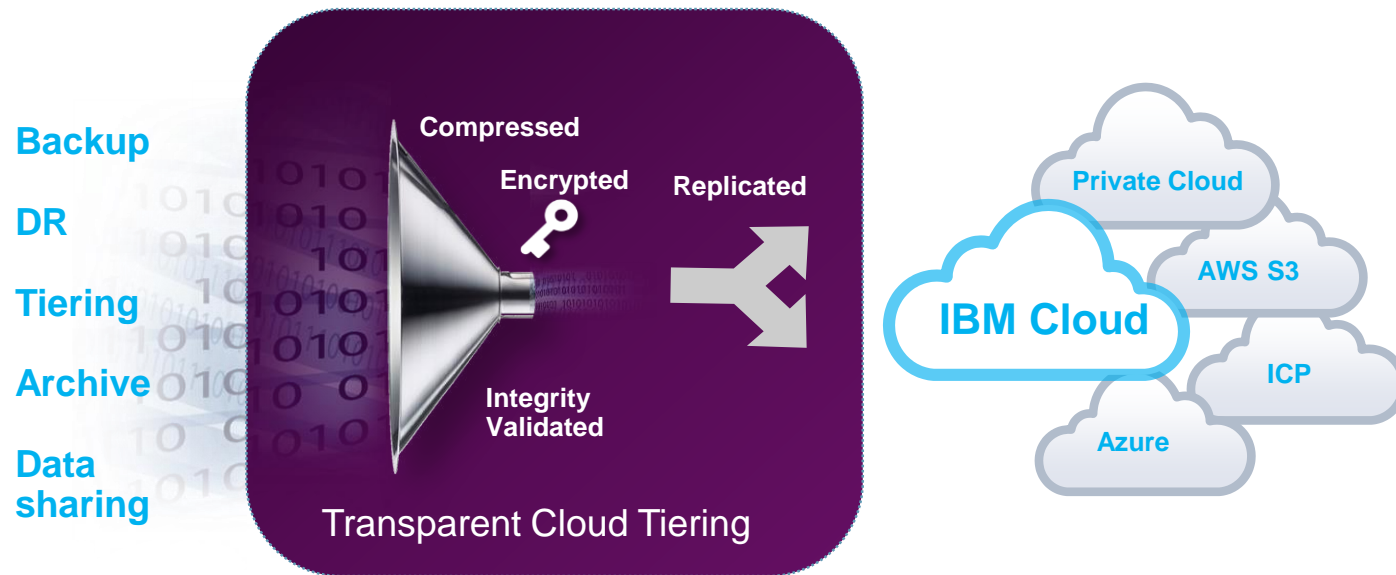 Backup
DR
Tiering
Archive
Data
sharing
Compressed
Encrypted
Replicated
Integrity
Validated
Transparent Cloud Tiering
Private Cloud
AWS S3
IBM Cloud
ICP
Azure